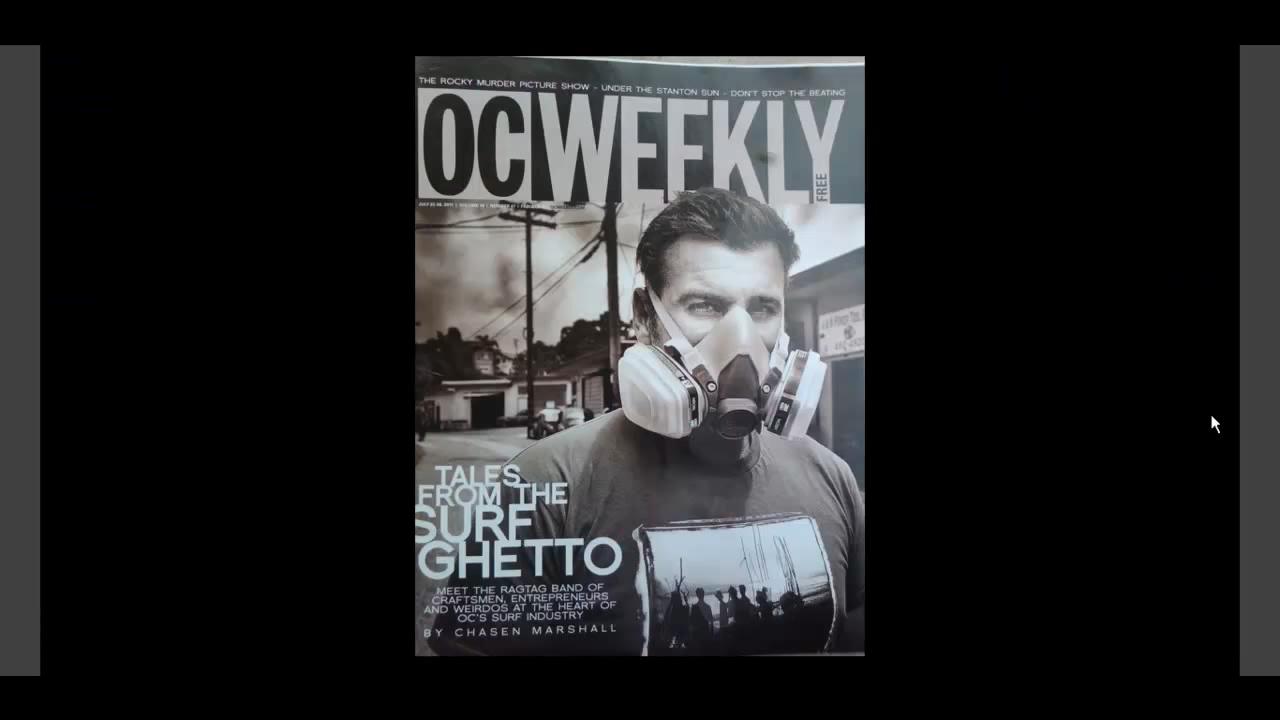 THE ROCKY MURDER PICTURE SHOW - UNDER THE STANTON SUN - DON'T STOP THE BEATING
OCWEEKLY
FREE
TALES
FROM THE
SURF
GHETTO
MEET THE RAGTAG BAND OF
CRAFTSMEN, ENTREPRENEURS
AND WEIRDOS AT THE HEART OF
OC'S SURF INDUSTRY
BY CHASEN MARSHALL